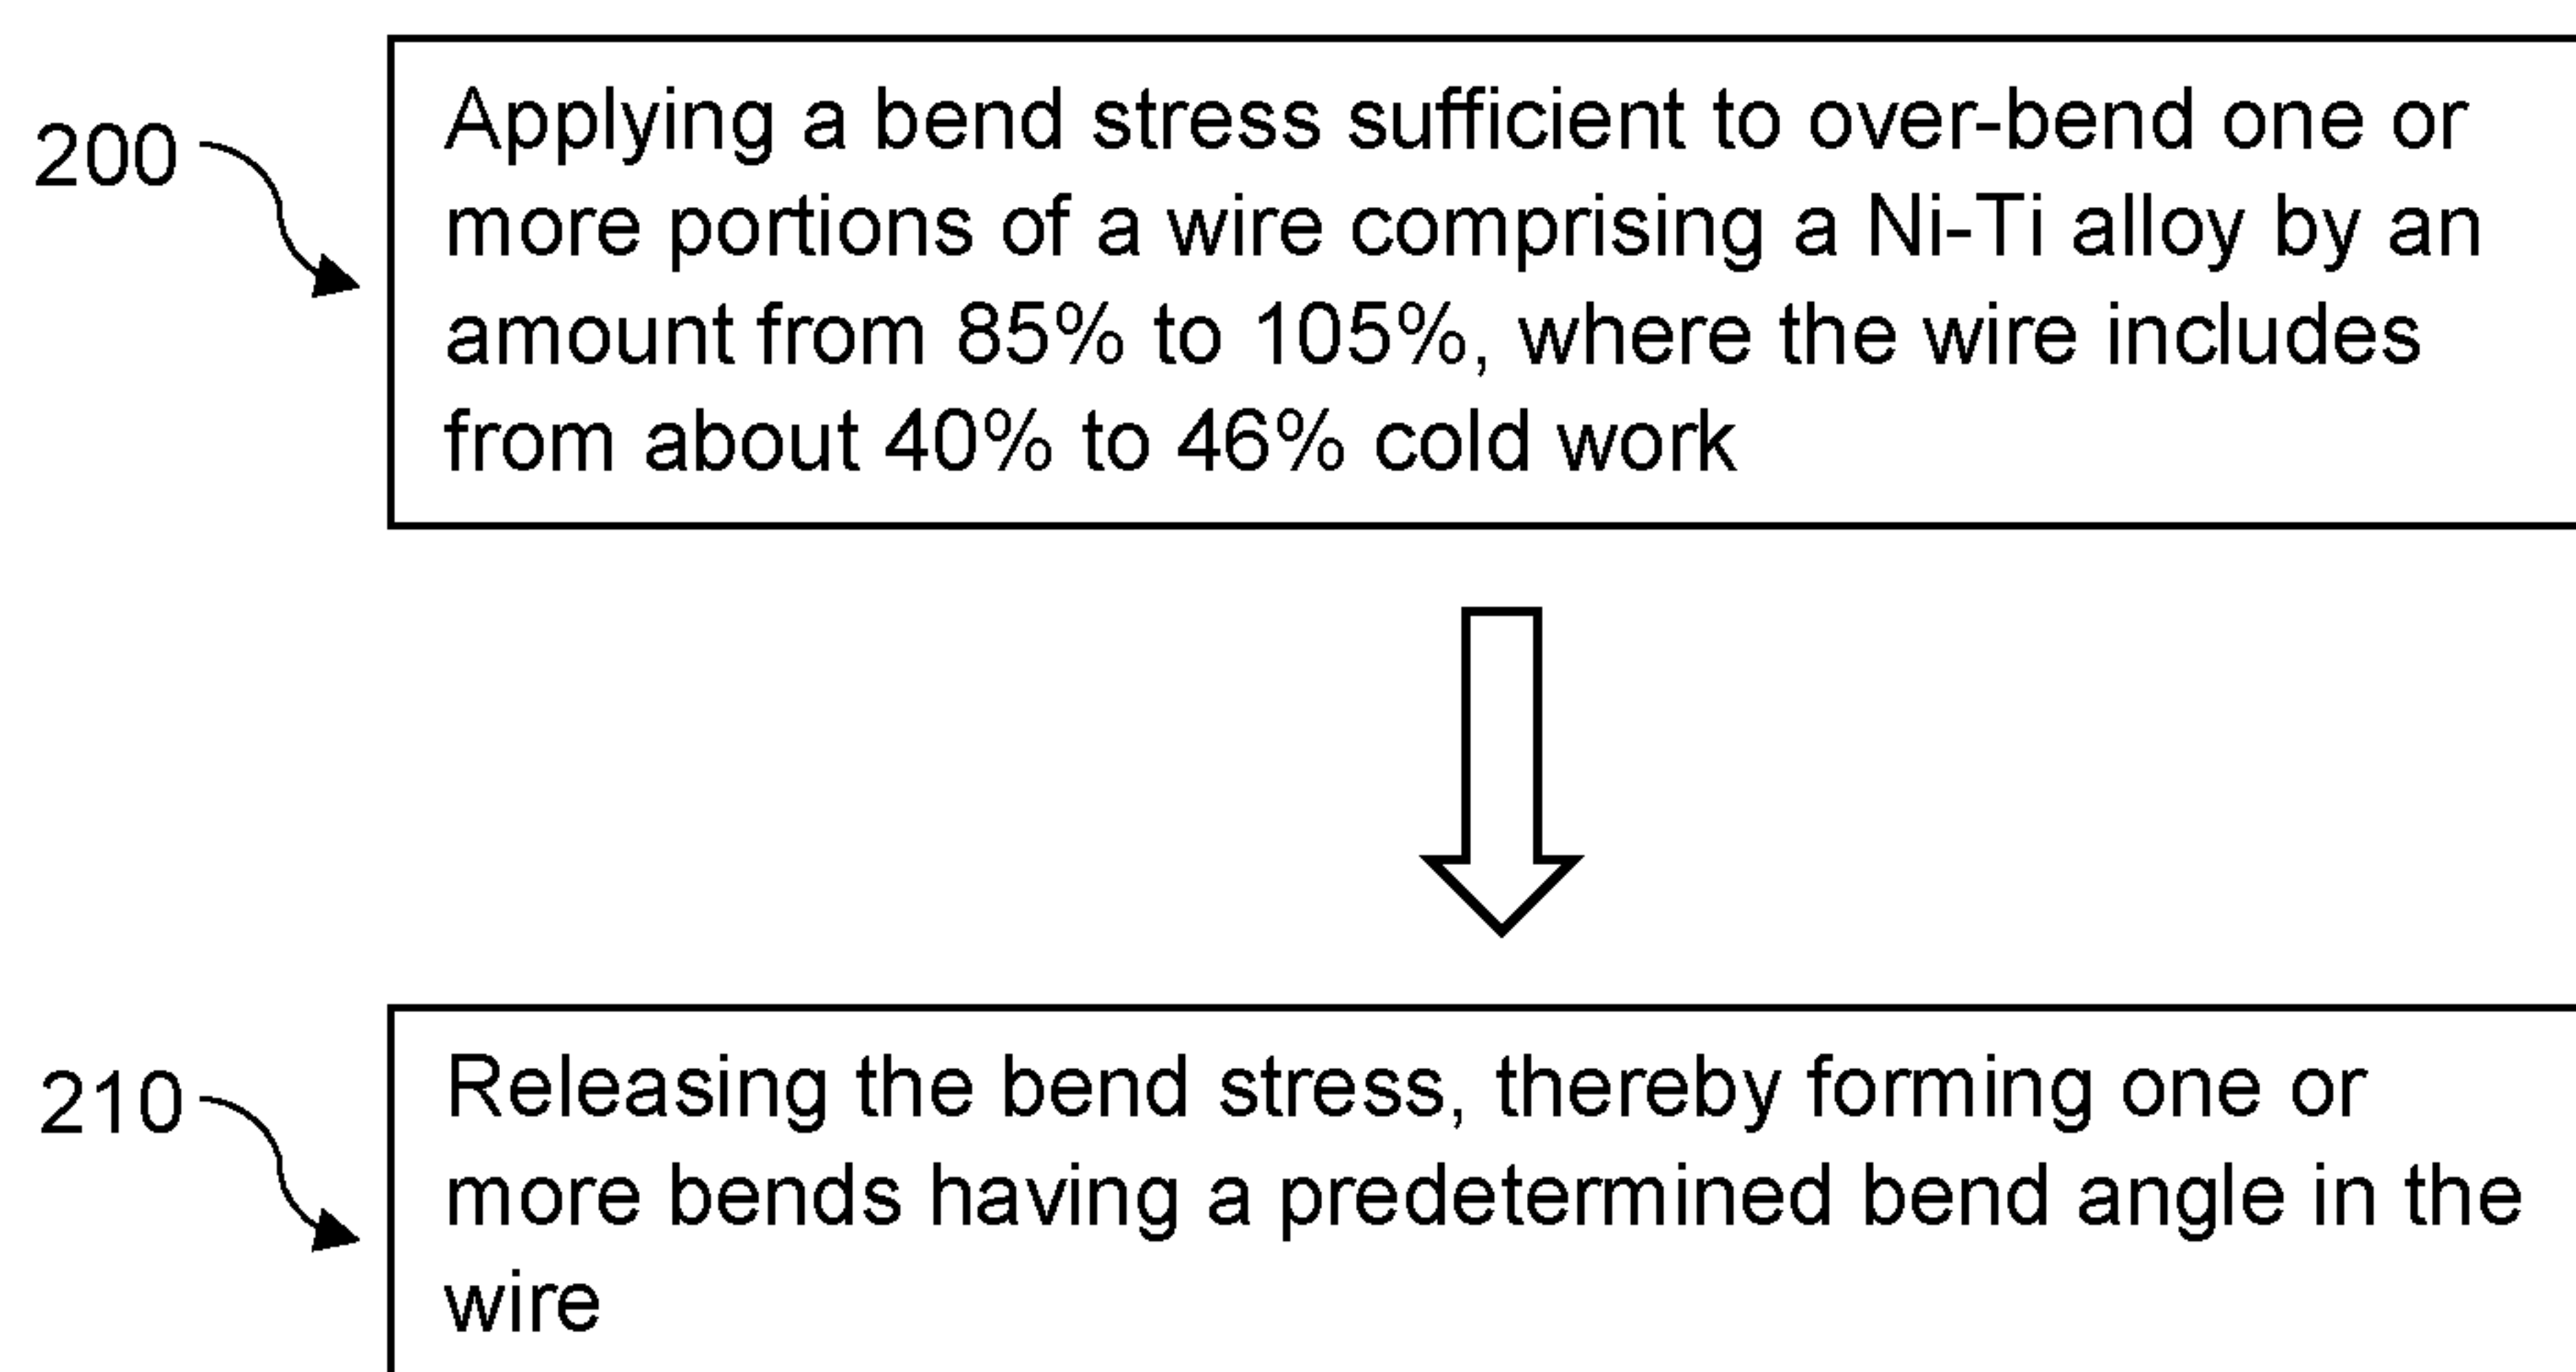 200
Applying a bend stress sufficient to over-bend one or
more portions of a wire comprising a Ni-Ti alloy by an
amount from 85% to 105%, where the wire includes
from about 40% to 46% cold work
210
Releasing the bend stress, thereby forming one or
more bends having a predetermined bend angle in the
wire